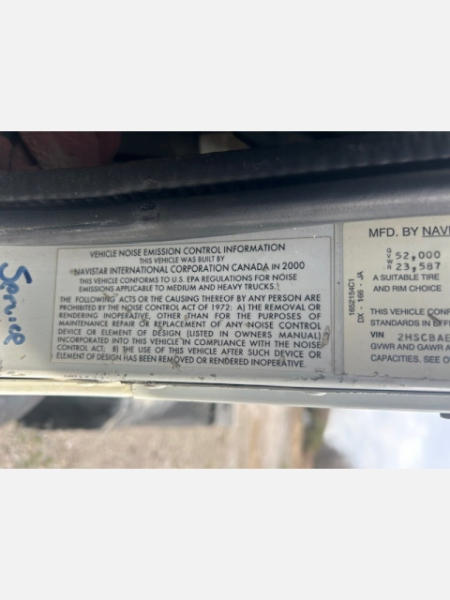 Service
VEHICLE NOISE EMISSION CONTROL INFORMATION
THIS VEHICLE WAS BUILT BY
NAVISTAR INTERNATIONAL CORPORATION CANADA IN 2000
THIS VEHICLE CONFORMS TO U.S. EPA REGULATIONS FOR NOISE
EMISSIONS APPLICABLE TO MEDIUM AND HEAVY TRUCKS.
THE FOLLOWING ACTS OR THE CAUSING THEREOF BY ANY PERSON ARE
PROHIBITED BY THE NOISE CONTROL ACT OF 1972: A) THE REMOVAL OR
RENDERING INOPERATIVE, OTHER THAN FOR THE PURPOSES OF
MAINTENANCE REPAIR OR REPLACEMENT OF ANY NOISE CONTROL
DEVICE OR ELEMENT OF DESIGN (LISTED IN OWNERS MANUAL)
INCORPORATED INTO THIS VEHICLE IN COMPLIANCE WITH THE NOISE
CONTROL ACT: B) THE USE OF THIS VEHICLE AFTER SUCH DEVICE OR
ELEMENT OF DESIGN HAS BEEN REMOVED OR RENDERED INOPERATIVE.
DX - 166 - JA
MFD. BY NAVI
GVWR 52,000
23,587
A SUITABLE TIRE
AND RIM CHOICE
THIS VEHICLE CONF
STANDARDS IN EFF
VIN 2HSCBAE
GVWR AND GAWR A
CAPACITIES. SEE O